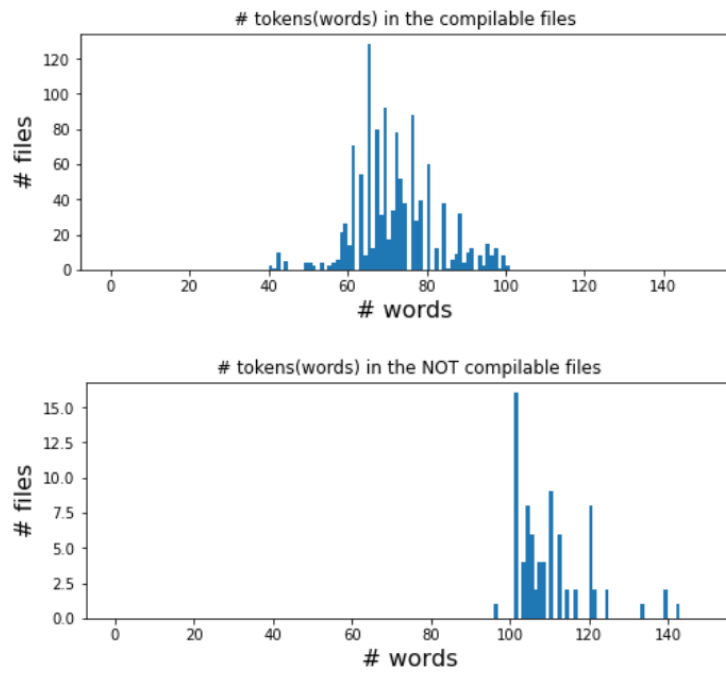 # tokens(words) in the compilable files
120
100
80
60
40
20
0
# files
0 20 40 60 80 100 120 140
# words
# tokens(words) in the NOT compilable files
15.0
12.5
10.0
7.5
5.0
2.5
0.0
# files
0 20 40 60 80 100 120 140
# words